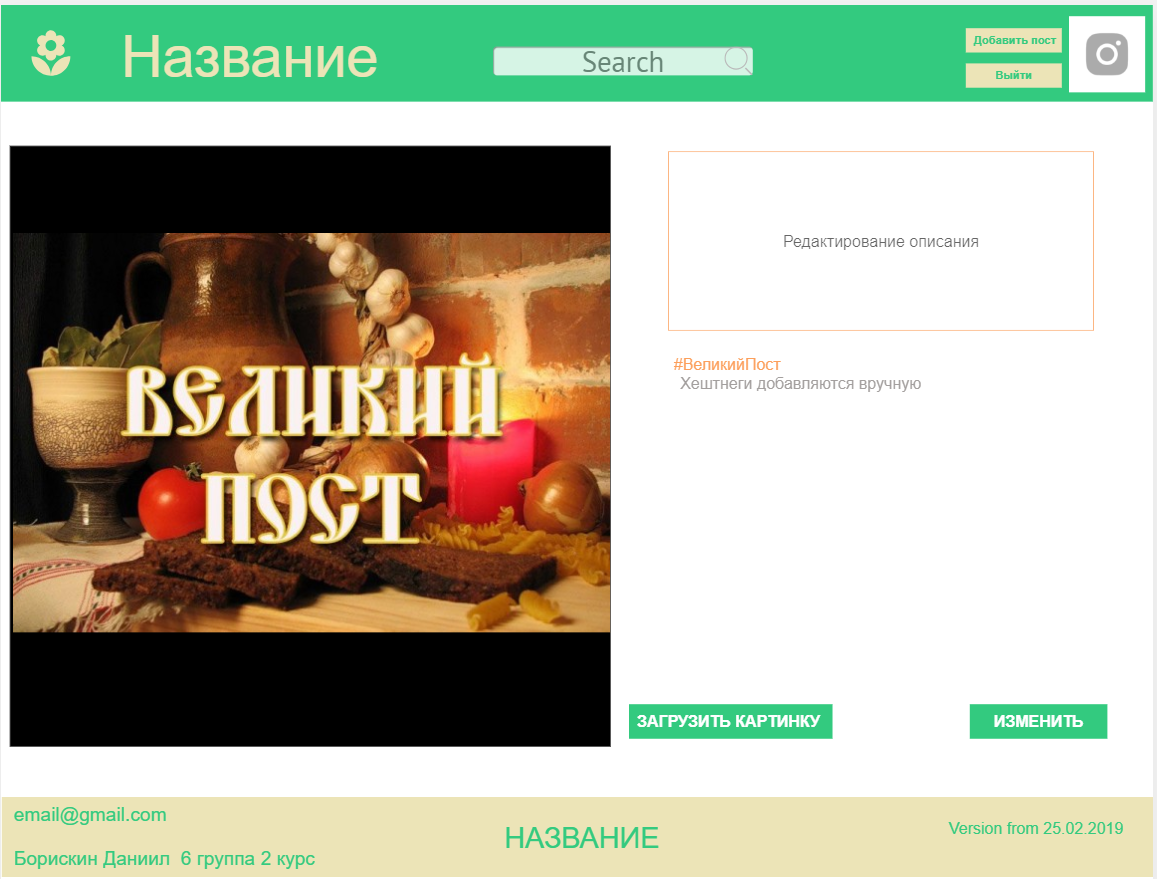 Название
Search
Добавить пост
Выйти
ВЕЛИКИЙ
ПОСТ
Редактирование описания
#ВеликийПост
Хештнеги добавляются вручную
ЗАГРУЗИТЬ КАРТИНКУ
ИЗМЕНИТЬ
email@gmail.com
Борискин Даниил 6 группа 2 курс
НАЗВАНИЕ
Version from 25.02.2019